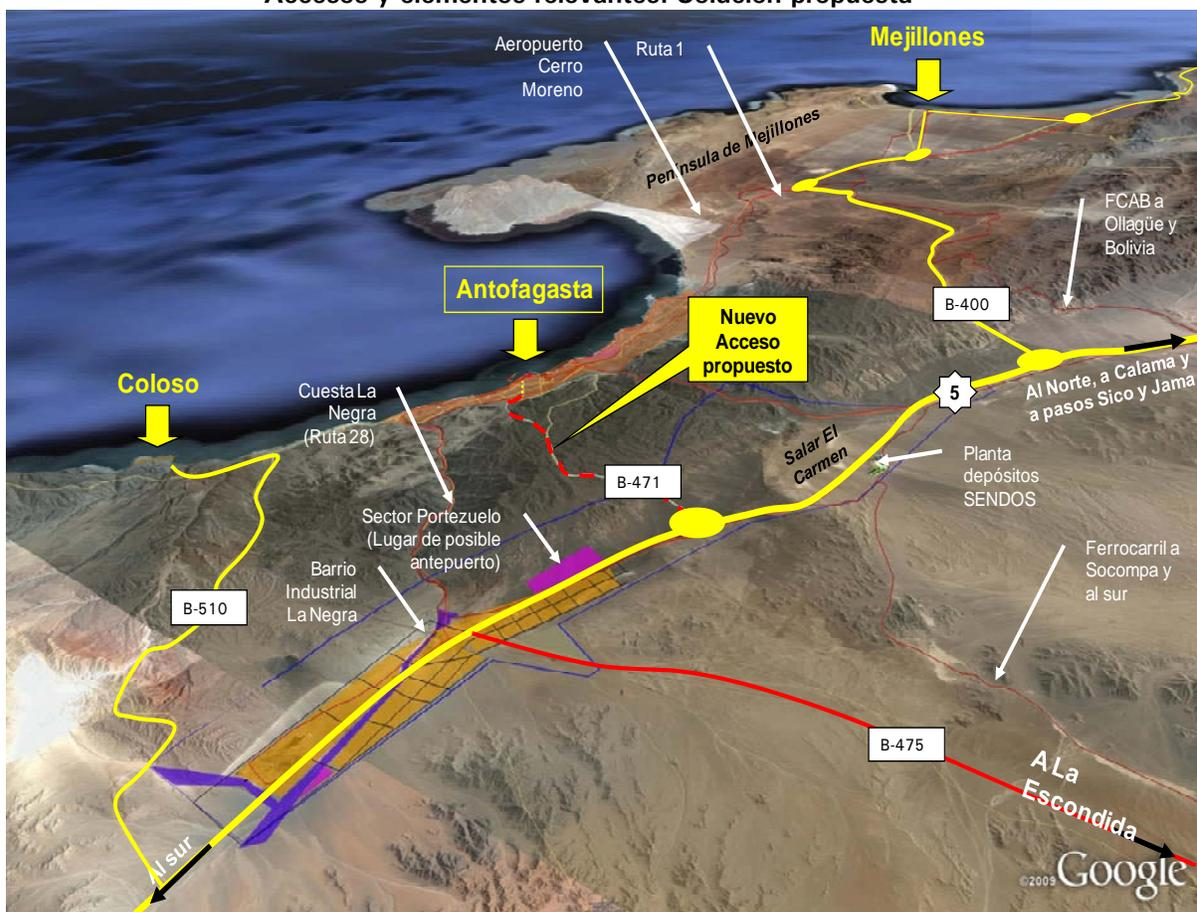 Accesos y elementos relevantes. Solución propuesta
Aeropuerto
Cerro
Moreno
Ruta 1
Mejillones
Península de Mejillones
FCAB a
Ollagüe y
Bolivia
Antofagasta
B-400
Nuevo
Acceso
propuesto
Coloso
Cuesta La
Negra
(Ruta 28)
5
Al Norte, a Calama y
a pasos Sico y Jama
Salar El
Carmen
Planta
depósitos
SENDOS
B-471
Sector Portezuelo
(Lugar de posible
antepuerto)
Ferrocarril a
Socompa y
al sur
Barrio
Industrial
La Negra
B-510
B-475
A La
Escondida
Al sur
©2009 Google